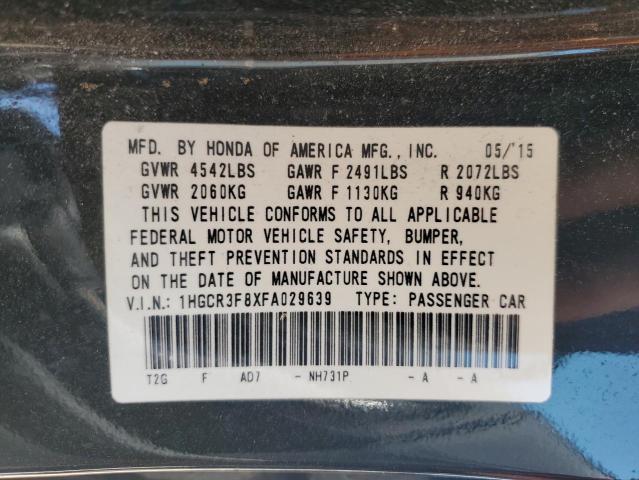 MFD. BY HONDA OF AMERICA MFG., INC. 05/'15
GVWR 4542LBS GAWR F 2491LBS R 2072LBS
GVWR 2060KG GAWR F 1130KG R 940KG
THIS VEHICLE CONFORMS TO ALL APPLICABLE
FEDERAL MOTOR VEHICLE SAFETY, BUMPER,
AND THEFT PREVENTION STANDARDS IN EFFECT
ON THE DATE OF MANUFACTURE SHOWN ABOVE.
V.I.N.: 1HGCR3F8XFA029639 TYPE: PASSENGER CAR
T2G F AD7 - NH731P - A - A